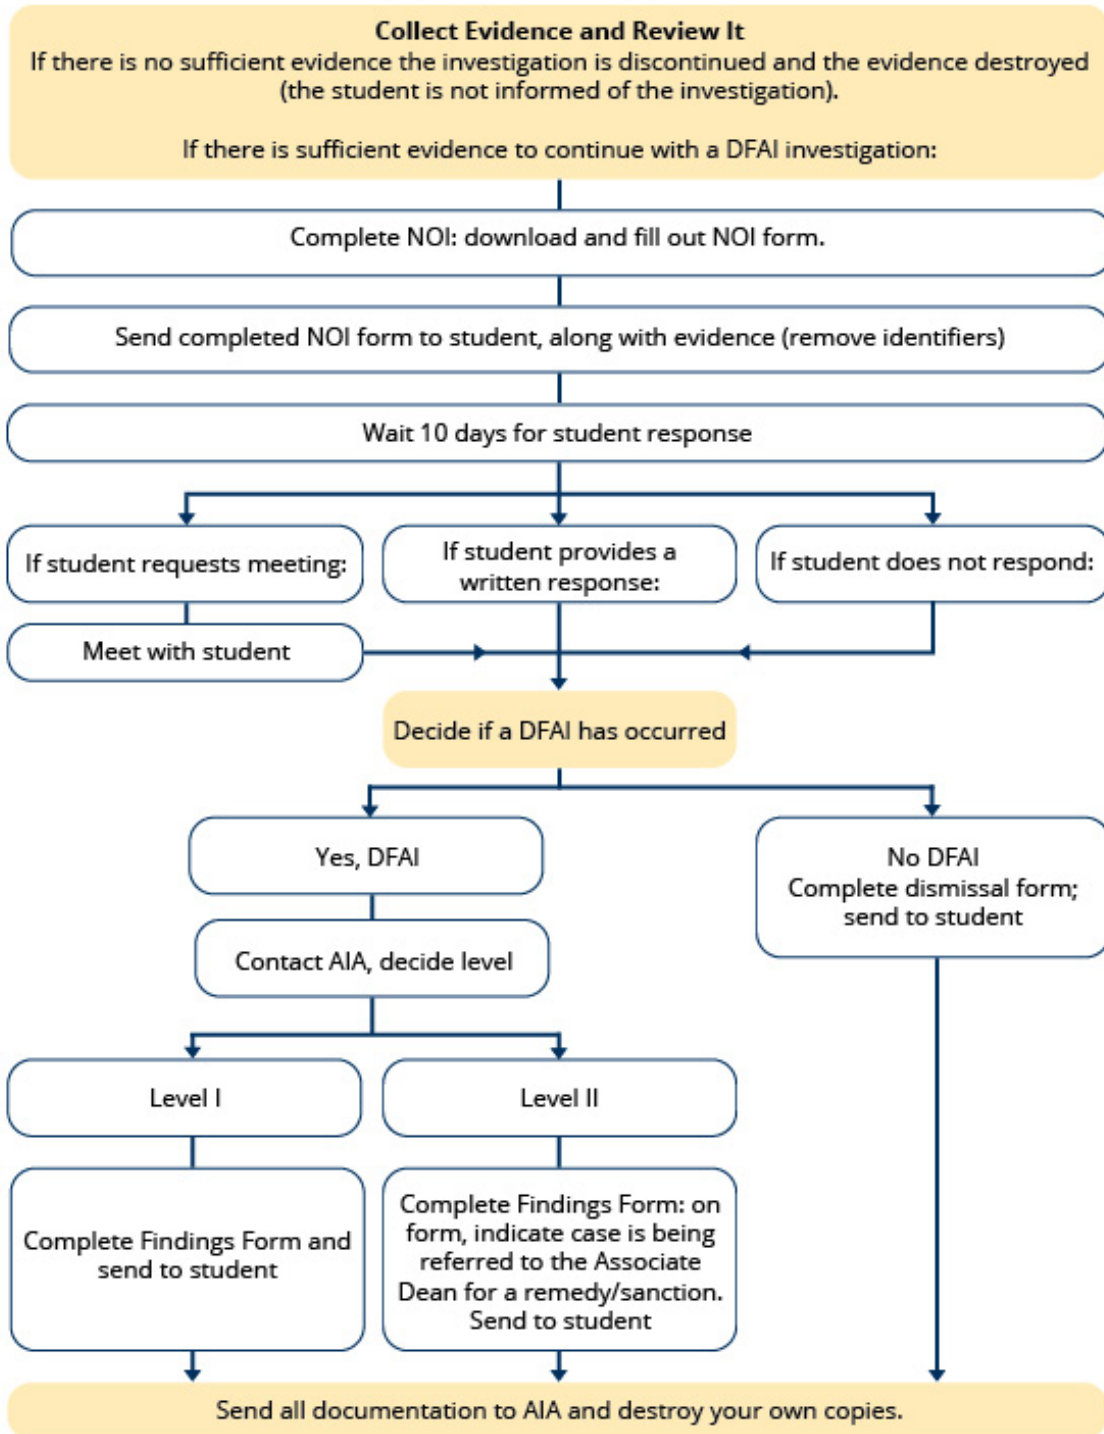 Collect Evidence and Review It
If there is no sufficient evidence the investigation is discontinued and the evidence destroyed
(the student is not informed of the investigation).
If there is sufficient evidence to continue with a DFAI investigation:
Complete NOI: download and fill out NOI form.
Send completed NOI form to student, along with evidence (remove identifiers)
Wait 10 days for student response
If student requests meeting:
If student provides a
written response:
If student does not respond:
Meet with student
Decide if a DFAI has occurred
Yes, DFAI
No DFAI
Complete dismissal form;
send to student
Contact AIA, decide level
Level I
Level II
Complete Findings Form and
send to student
Complete Findings Form: on
form, indicate case is being
referred to the Associate
Dean for a remedy/sanction.
Send to student
Send all documentation to AIA and destroy your own copies.